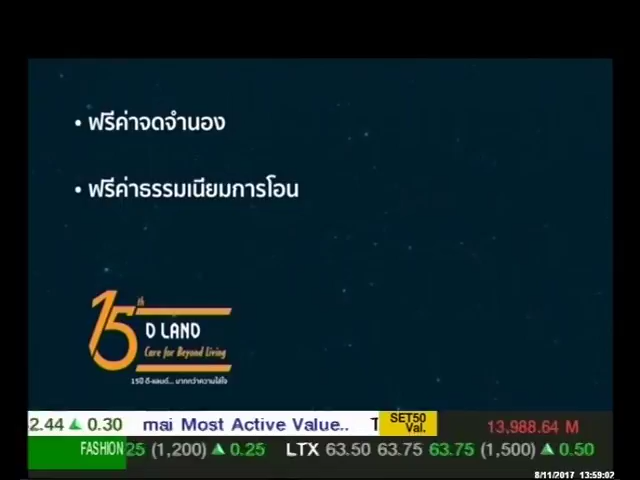 • ฟรีค่าจดจำนอง
• ฟรีค่าธรรมเนียมการโอน
15th
D LAND
Care for Beyond Living
15ปี ดี-แลนด์... มากกว่าความใส่ใจ
2.44 ▲ 0.30 mai Most Active Value.. T SET50 Val. 13,988.64 M
FASHION 25 (1,200) ▲ 0.25 LTX 63.50 63.75 63.75 (1,500) ▲ 0.50
8/11/2017 13:59:02